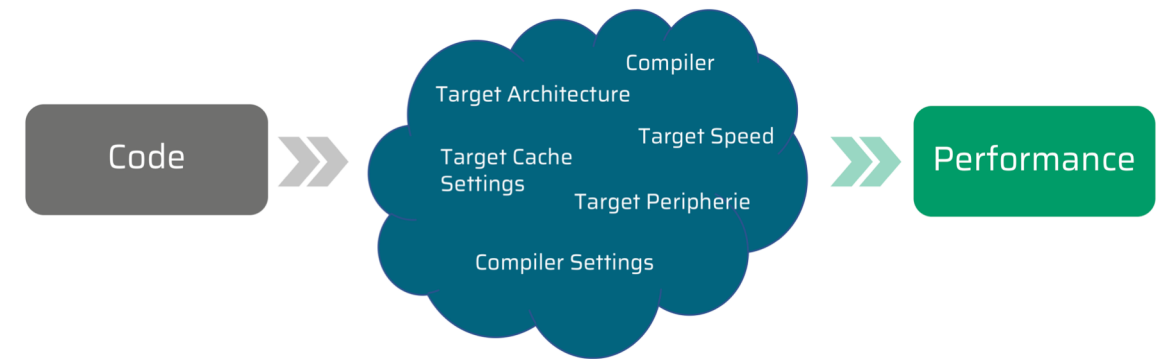 Code
Compiler
Target Architecture
Target Speed
Target Cache
Settings
Target Peripherie
Compiler Settings
Performance